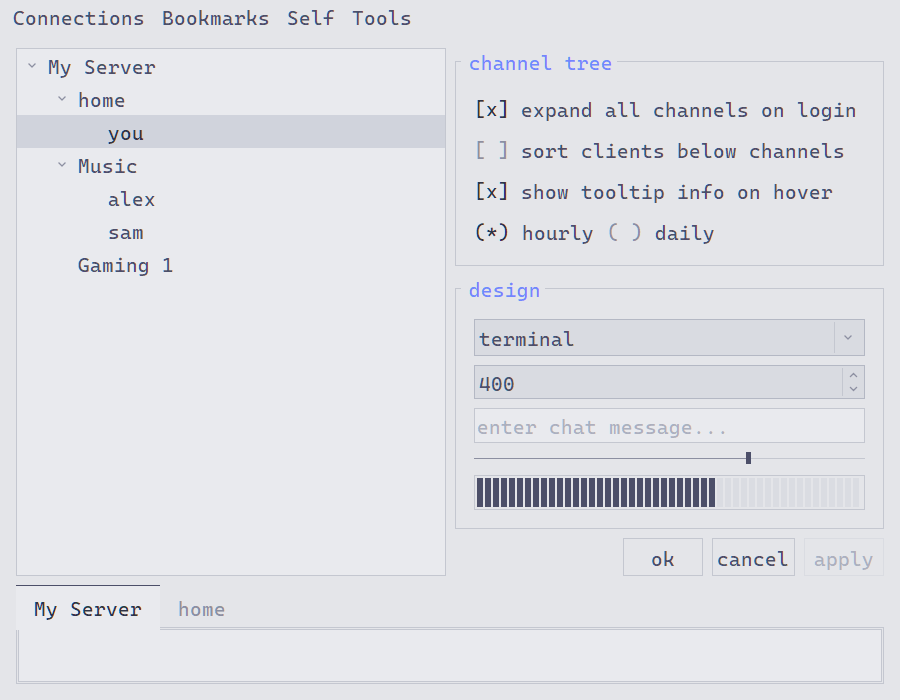 Connections Bookmarks Self Tools
My Server
home
you
Music
alex
sam
Gaming 1
channel tree
[x] expand all channels on login
[ ] sort clients below channels
[x] show tooltip info on hover
(*) hourly ( ) daily
design
terminal
400
enter chat message...
ok cancel apply
My Server home